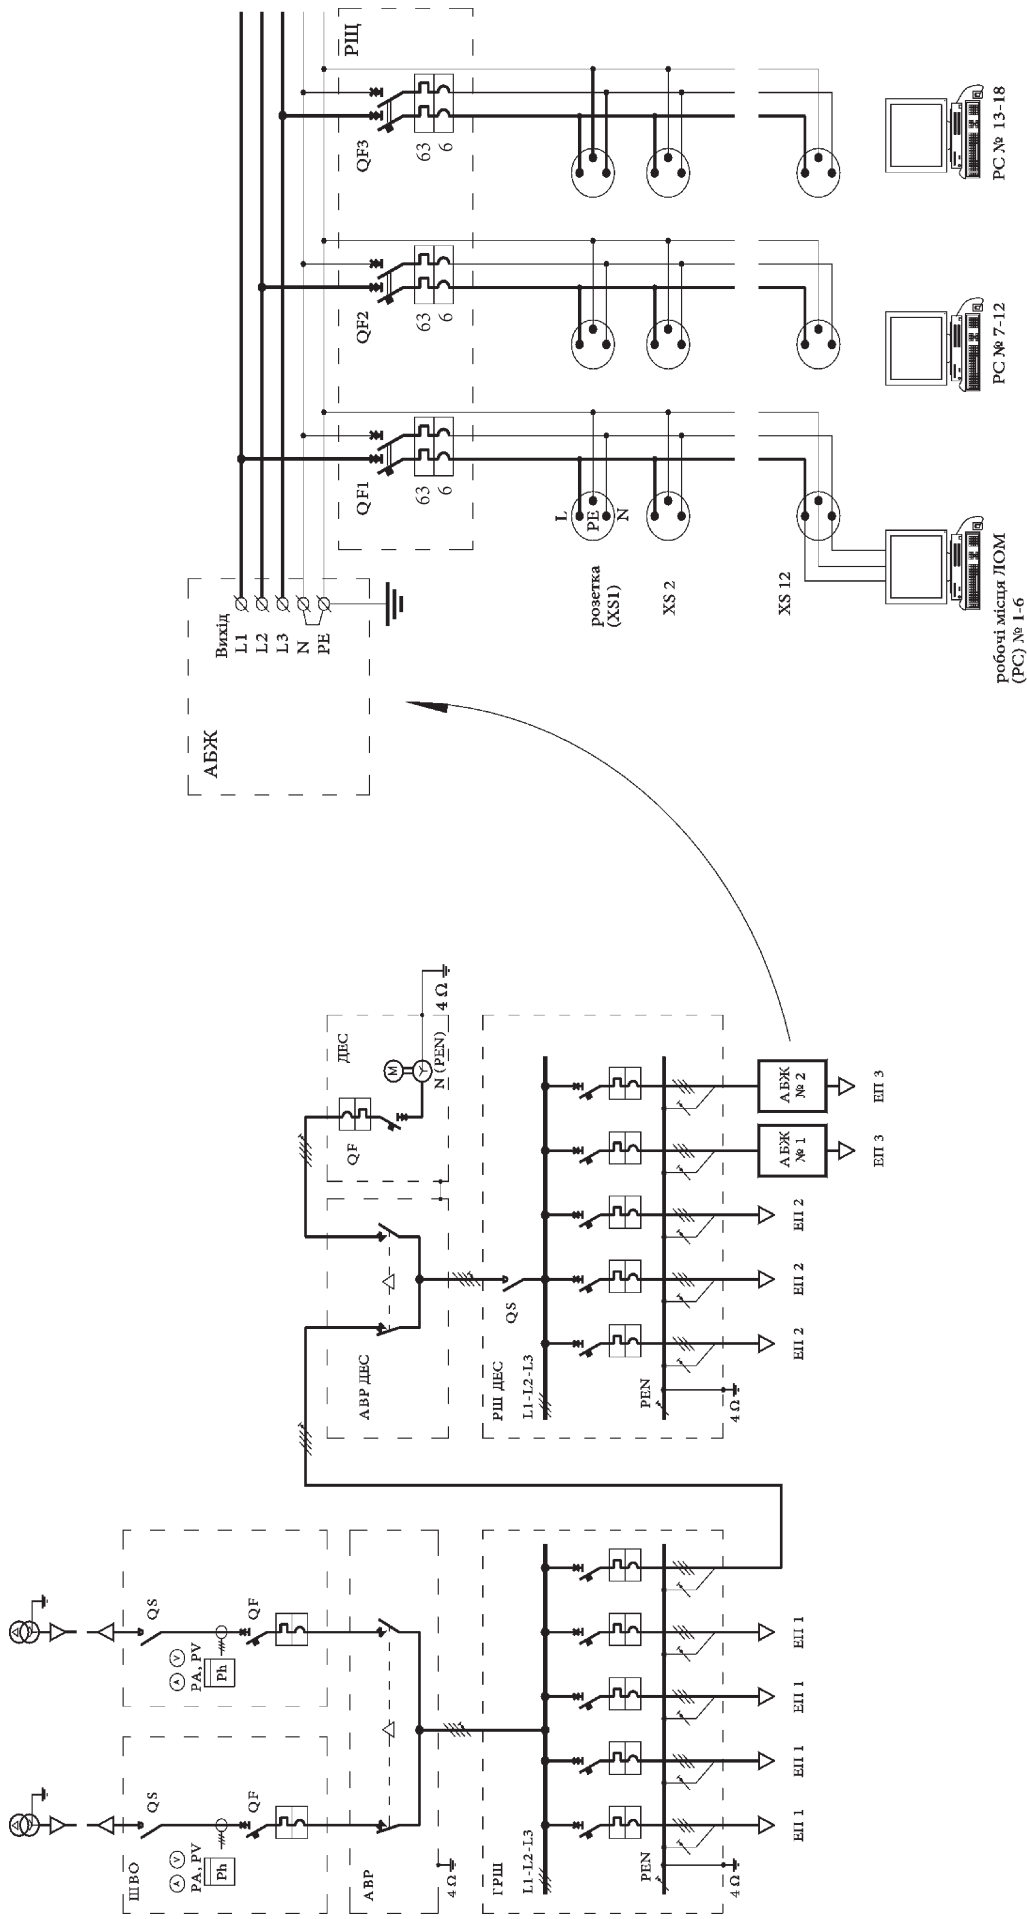 ШВО
QS
A V
PA, PV
Ph
QF
QS
A V
PA, PV
Ph
QF
АВР
4 Ω
ГРШ
L1-L2-L3
PEN
4 Ω
ЕП 1
ЕП 1
ЕП 1
ЕП 1
АВР ДЕС
ДЕС
QF
М
N (PEN)
4 Ω
РШ ДЕС
QS
L1-L2-L3
PEN
4 Ω
ЕП 2
ЕП 2
ЕП 2
АБЖ
№ 1
ЕП 3
АБЖ
№ 2
ЕП 3
АБЖ
Вихід
L1
L2
L3
N
PE
РЩ
QF1
63
6
QF2
63
6
QF3
63
6
розетка
(XS1)
L
PE
N
XS 2
XS 12
робочі місця ЛОМ
(РС) № 1-6
РС № 7-12
РС № 13-18